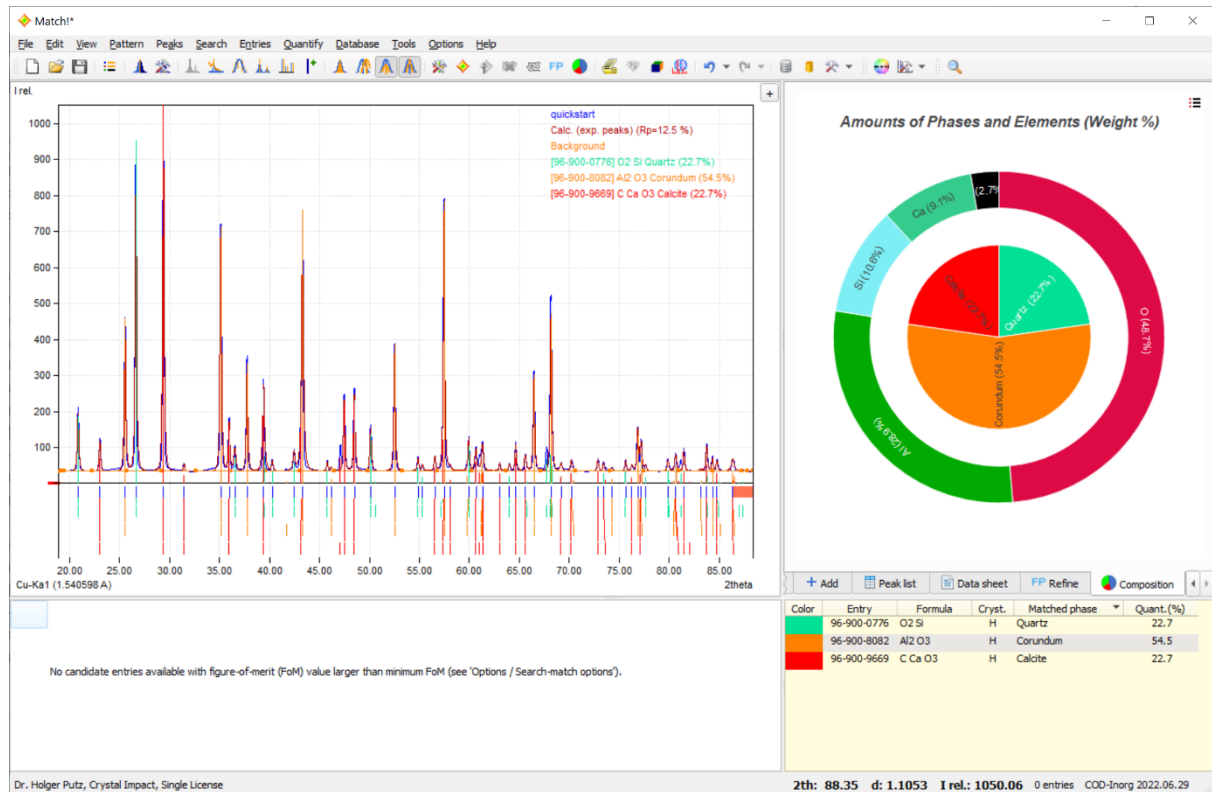 Match!*
File Edit View Pattern Peaks Search Entries Quantify Database Tools Options Help
FP
I rel.
+
quickstart
Calc. (exp. peaks) (Rp=12.5 %)
Background
[96-900-0776] O2 Si Quartz (22.7%)
[96-900-8082] Al2 O3 Corundum (54.5%)
[96-900-9669] C Ca O3 Calcite (22.7%)
1000
900
800
700
600
500
400
300
200
100
20.00 25.00 30.00 35.00 40.00 45.00 50.00 55.00 60.00 65.00 70.00 75.00 80.00 85.00
Cu-Ka1 (1.540598 A) 2theta
Amounts of Phases and Elements (Weight %)
(2.7%
Ca (9.1%)
Si (10.6%)
Calcite (22.7%)
Quartz (22.7%)
O (48.7%)
Corundum (54.5%)
Al (28.9%)
+ Add Peak list Data sheet FP Refine Composition
Color Entry Formula Cryst. Matched phase Quant.(%)
96-900-0776 O2 Si H Quartz 22.7
96-900-8082 Al2 O3 H Corundum 54.5
96-900-9669 C Ca O3 H Calcite 22.7
No candidate entries available with figure-of-merit (FoM) value larger than minimum FoM (see 'Options / Search-match options').
Dr. Holger Putz, Crystal Impact, Single License
2th: 88.35 d: 1.1053 I rel.: 1050.06 0 entries COD-Inorg 2022.06.29